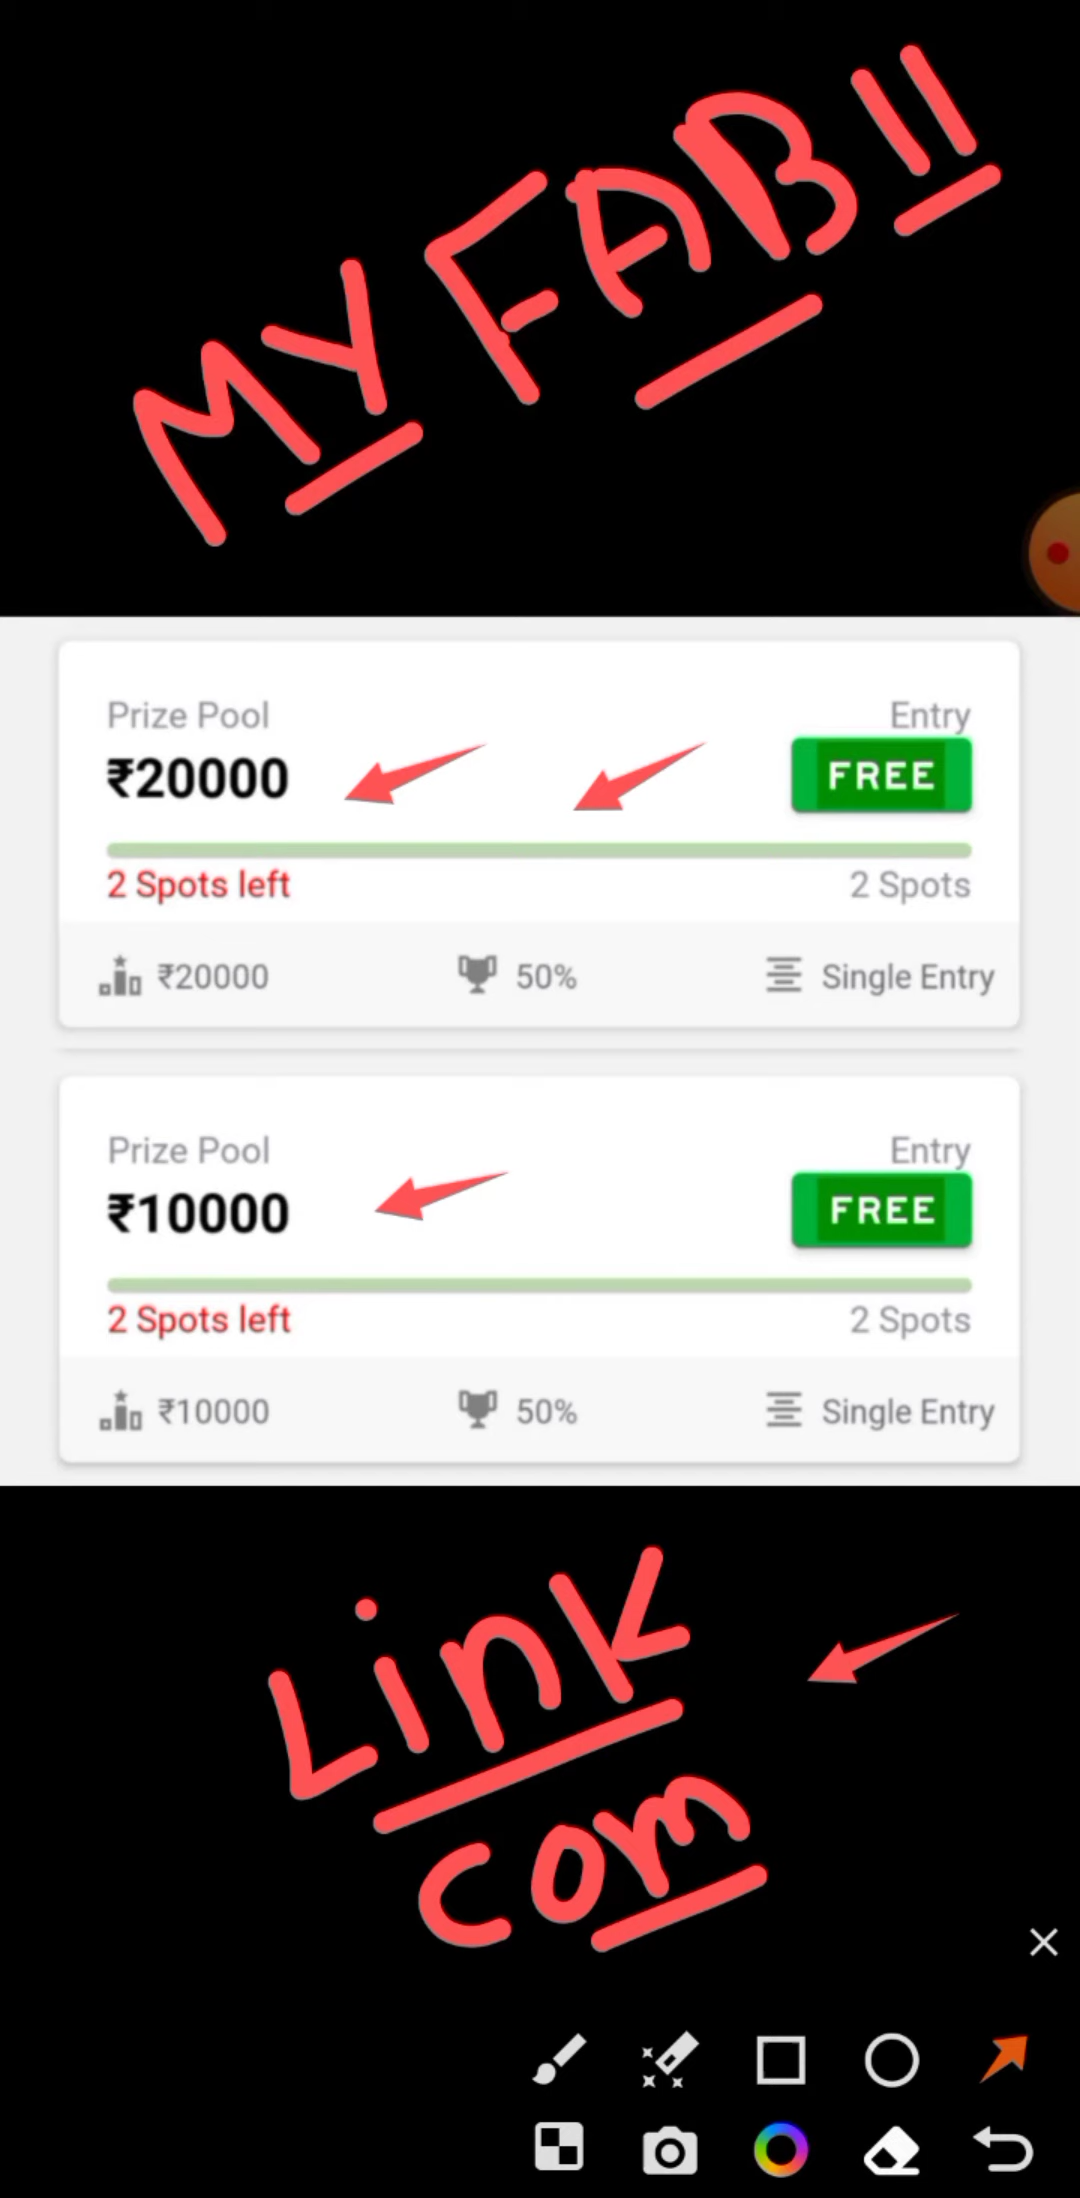 MY FAB!!
Prize Pool Entry
₹20000 FREE
2 Spots left 2 Spots
₹20000 50% Single Entry
Prize Pool Entry
₹10000 FREE
2 Spots left 2 Spots
₹10000 50% Single Entry
Link
com